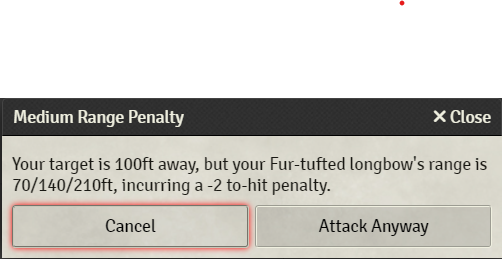 Medium Range Penalty
✕ Close
Your target is 100ft away, but your Fur-tufted longbow's range is
70/140/210ft, incurring a -2 to-hit penalty.
Cancel
Attack Anyway